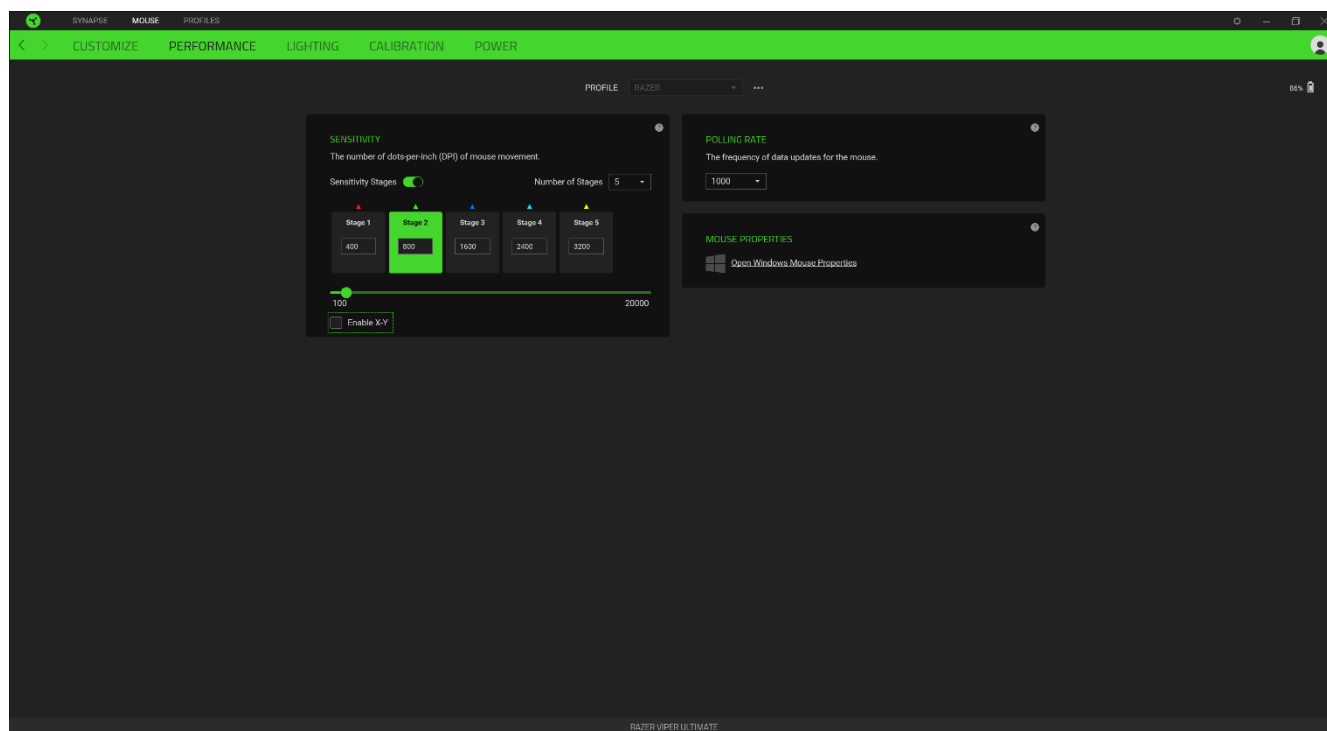 SYNAPSE MOUSE PROFILES
CUSTOMIZE PERFORMANCE LIGHTING CALIBRATION POWER
PROFILE RAZER
86%
SENSITIVITY
The number of dots-per-inch (DPI) of mouse movement.
Sensitivity Stages Number of Stages 5
Stage 1 Stage 2 Stage 3 Stage 4 Stage 5
400 800 1600 2400 3200
100 20000
Enable X-Y
POLLING RATE
The frequency of data updates for the mouse.
1000
MOUSE PROPERTIES
Open Windows Mouse Properties
RAZER VIPER ULTIMATE